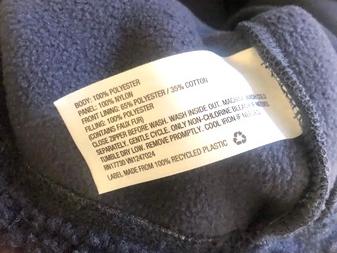 BODY: 100% POLYESTER
PANEL: 100% NYLON
FRONT LINING: 65% POLYESTER / 35% COTTON
FILLING: 100% POLYESTER
(CONTAINS FAUX FUR)
CLOSE ZIPPER BEFORE WASH. WASH INSIDE OUT. MACHINE WASH COLD
SEPARATELY. GENTLE CYCLE. ONLY NON-CHLORINE BLEACH IF NEEDED.
TUMBLE DRY LOW. REMOVE PROMPTLY. COOL IRON IF NEEDED
RN17730 VN1247024
LABEL MADE FROM 100% RECYCLED PLASTIC